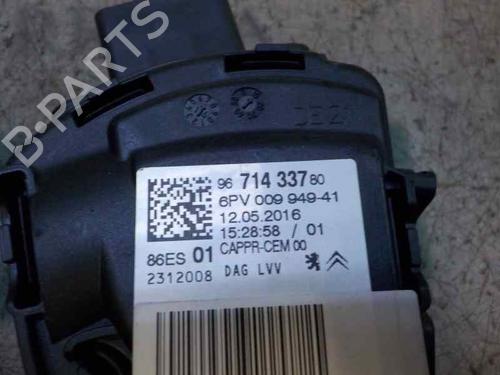 96 714 337 80
6PV 009 949-41
12.05.2016
15:28:58 / 01
86ES 01 CAPPR-CEM 00
2312008 DAG LVV
B-PARTS